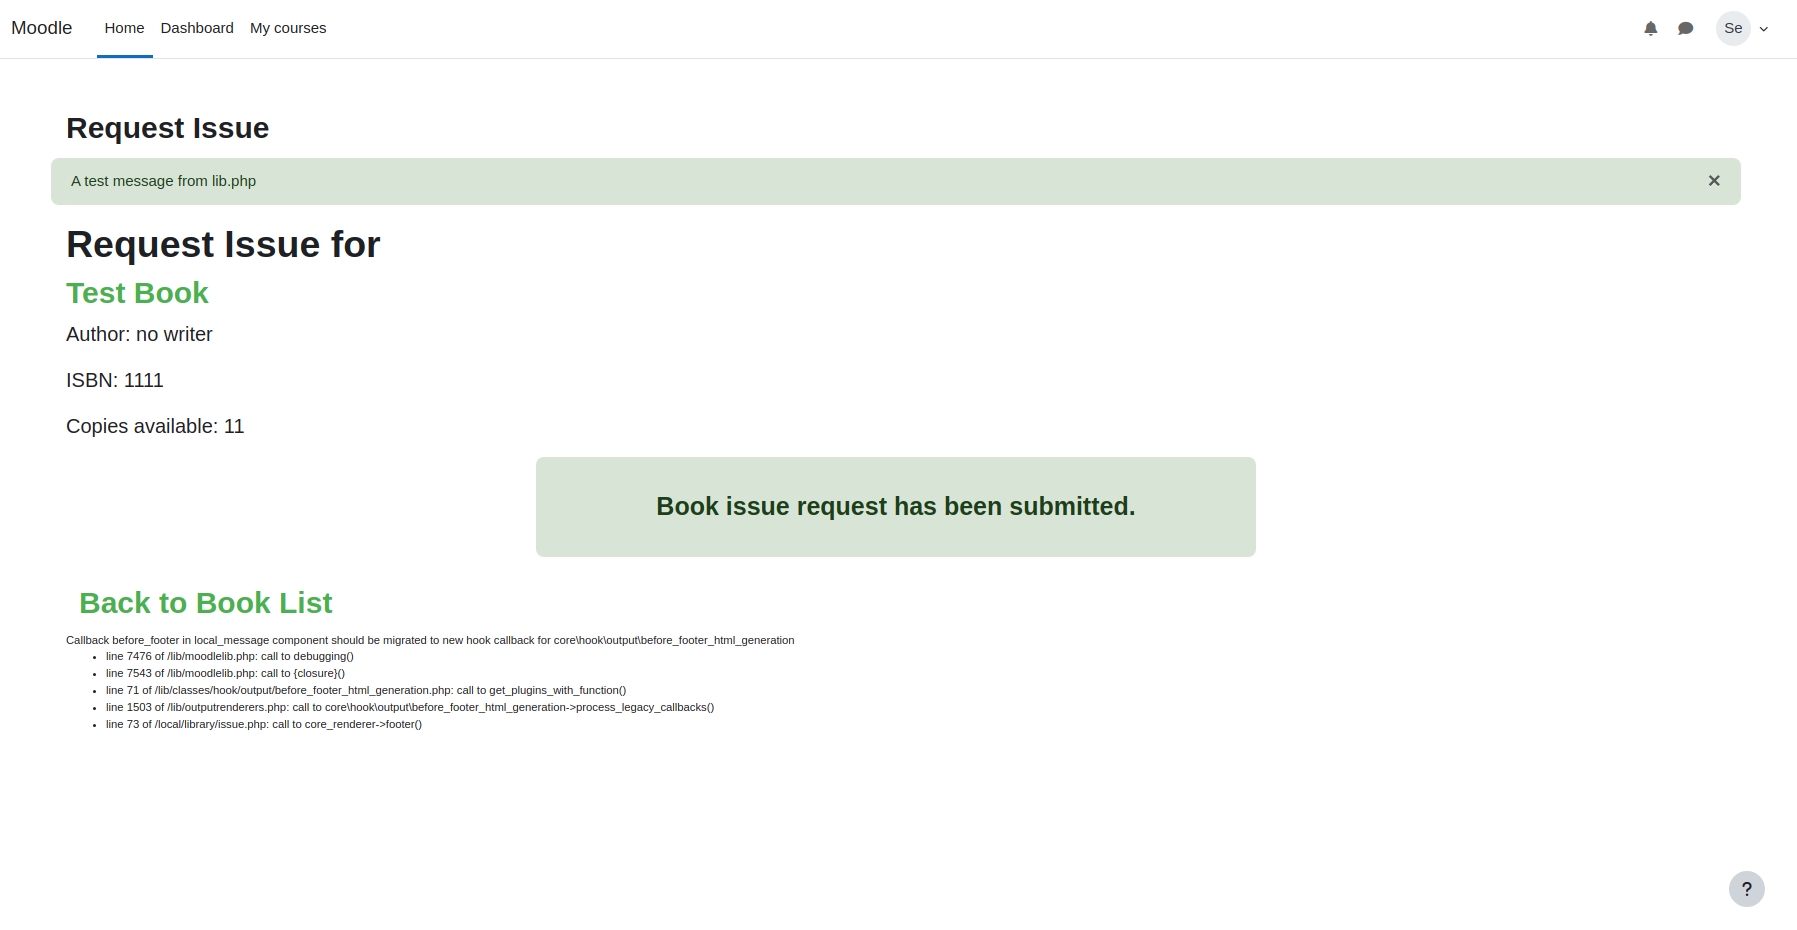 Moodle Home Dashboard My courses Se
Request Issue
A test message from lib.php ×
Request Issue for
Test Book
Author: no writer
ISBN: 1111
Copies available: 11
Book issue request has been submitted.
Back to Book List
Callback before_footer in local_message component should be migrated to new hook callback for core\hook\output\before_footer_html_generation
• line 7476 of /lib/moodlelib.php: call to debugging()
• line 7543 of /lib/moodlelib.php: call to {closure}()
• line 71 of /lib/classes/hook/output/before_footer_html_generation.php: call to get_plugins_with_function()
• line 1503 of /lib/outputrenderers.php: call to core\hook\output\before_footer_html_generation->process_legacy_callbacks()
• line 73 of /local/library/issue.php: call to core_renderer->footer()
?